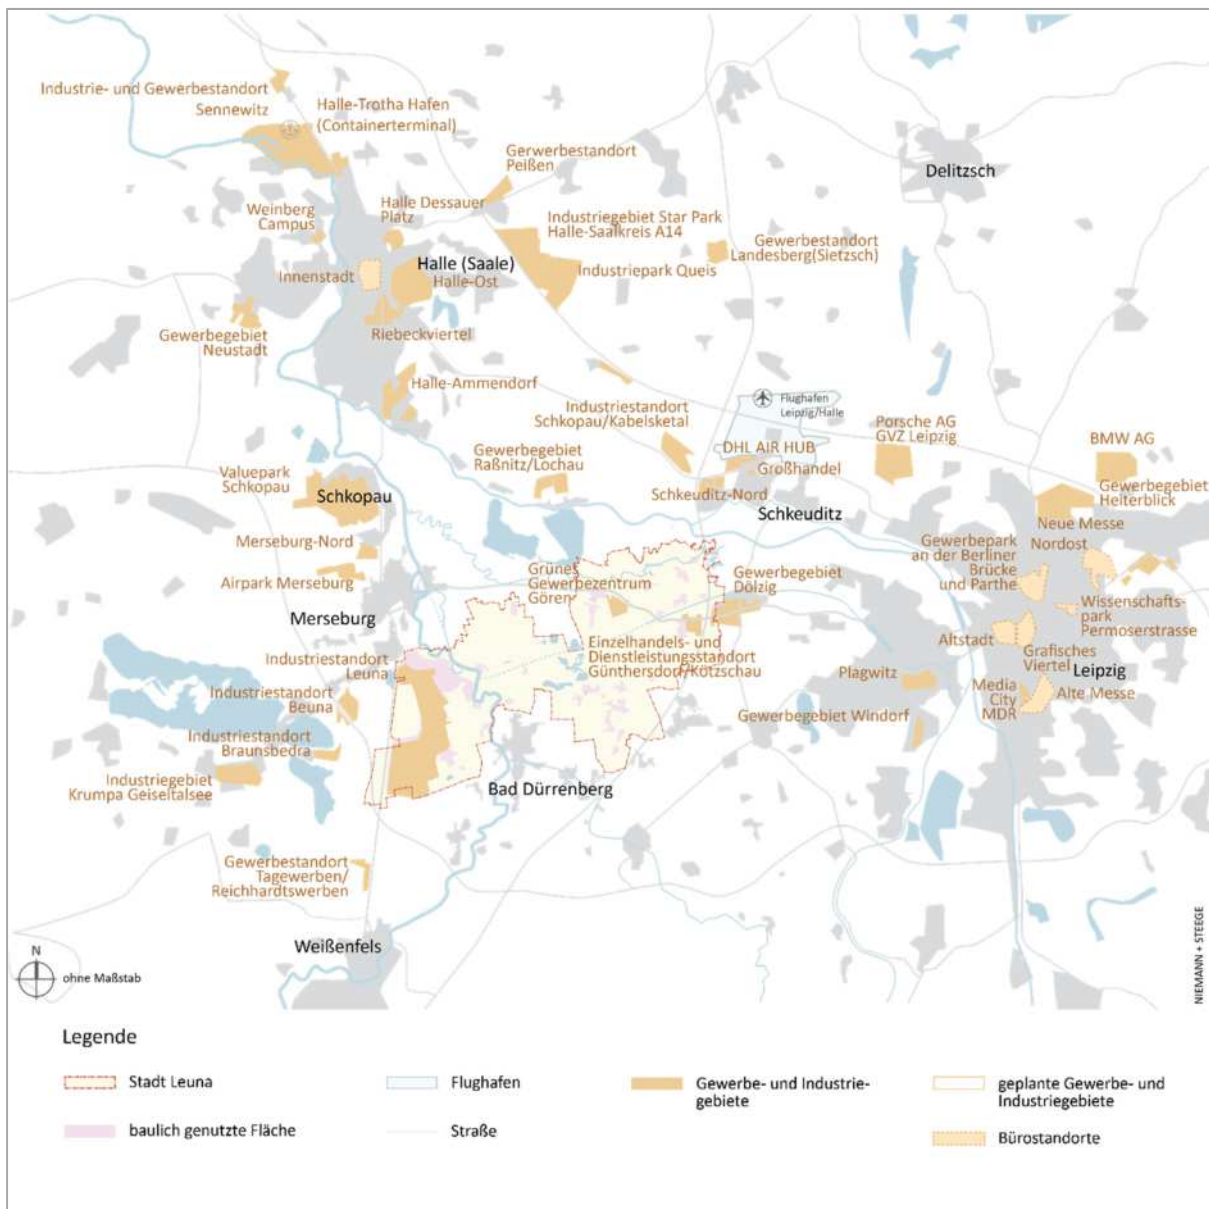 Industrie- und Gewerbestandort
Sennewitz
Halle-Trotha Hafen
(Containerterminal)
Gerwerbestandort
Peißen
Delitzsch
Weinberg
Campus
Halle Dessauer
Platz
Industriegebiet Star Park
Halle-Saalkreis A14
Gewerbestandort
Landesberg(Sietzsch)
Innenstadt
Halle (Saale)
Halle-Ost
Industriepark Queis
Gewerbegebiet
Neustadt
Riebeckviertel
Halle-Ammendorf
Industriestandort
Schkopau/Kabelsketal
Flughafen
Leipzig/Halle
Porsche AG
GVZ Leipzig
BMW AG
Gewerbegebiet
Raßnitz/Lochau
DHL AIR HUB
Großhandel
Valuepark
Schkopau
Schkopau
Schkeuditz-Nord
Schkeuditz
Gewerbegebiet
Heiterblick
Neue Messe
Nordost
Merseburg-Nord
Airpark Merseburg
Grünes
Gewerbezentrum
Gewerbegebiet
Dölzig
Gewerbepark
an der Berliner
Brücke
und Parthe
Wissenschafts-
park
Permoserstrasse
Merseburg
Einzelhandels- und
Dienstleistungsstandort
Günthersdorf/Kötzschau
Altstadt
Grafisches
Viertel
Leipzig
Industriestandort
Leuna
Plagwitz
Media
City
MDR
Alte Messe
Industriestandort
Beuna
Gewerbegebiet Windorf
Industriestandort
Braunsbedra
Industriegebiet
Krumpa Geiseltalsee
Bad Dürrenberg
Gewerbestandort
Tagewerben/
Reichhardtswerben
Weißenfels
N
ohne Maßstab
NIEMANN + STEEGE
Legende
Stadt Leuna
Flughafen
Gewerbe- und Industrie-
gebiete
geplante Gewerbe- und
Industriegebiete
baulich genutzte Fläche
Straße
Bürostandorte